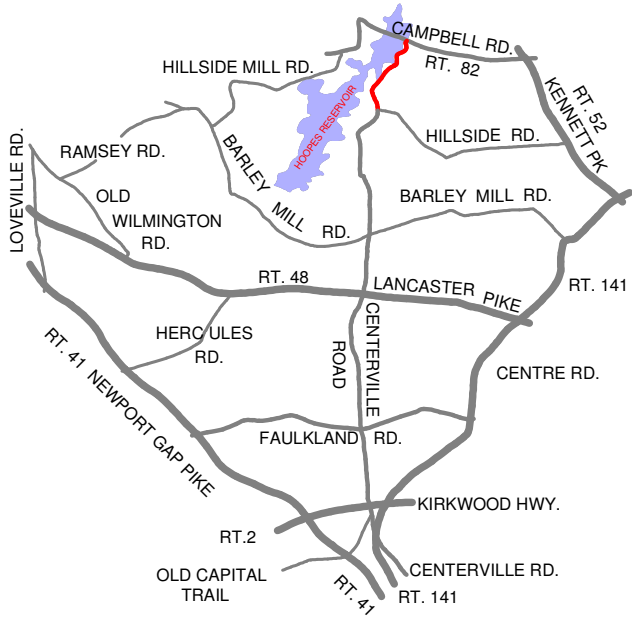 CAMPBELL RD.
RT. 82
HILLSIDE MILL RD.
RT. 52
KENNETT PK
HOOPES RESERVOIR
HILLSIDE RD.
LOVEVILLE RD.
RAMSEY RD.
BARLEY MILL RD.
OLD
WILMINGTON
RD.
BARLEY MILL RD.
RT. 48
LANCASTER PIKE
RT. 141
HERCULES
RD.
CENTERVILLE
ROAD
RT. 41 NEWPORT GAP PIKE
CENTRE RD.
FAULKLAND RD.
KIRKWOOD HWY.
RT.2
OLD CAPITAL
TRAIL
RT. 41
CENTERVILLE RD.
RT. 141